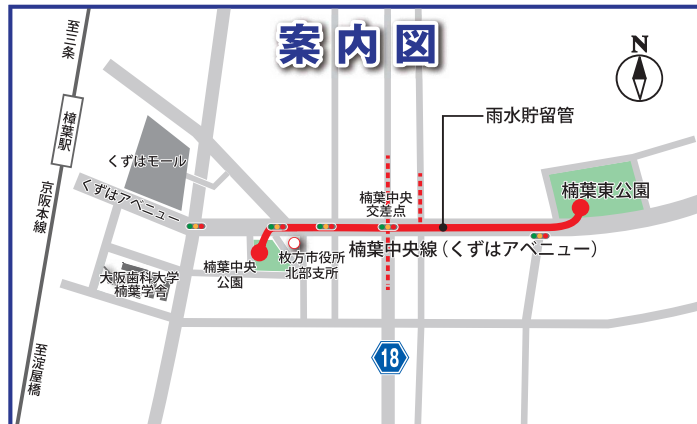 案内図
N
至三条
樟葉駅
京阪本線
至淀屋橋
くずはモール
くずはアベニュー
雨水貯留管
楠葉中央
交差点
楠葉東公園
楠葉中央線（くずはアベニュー）
枚方市役所
北部支所
楠葉中央
公園
大阪歯科大学
楠葉学舎
18